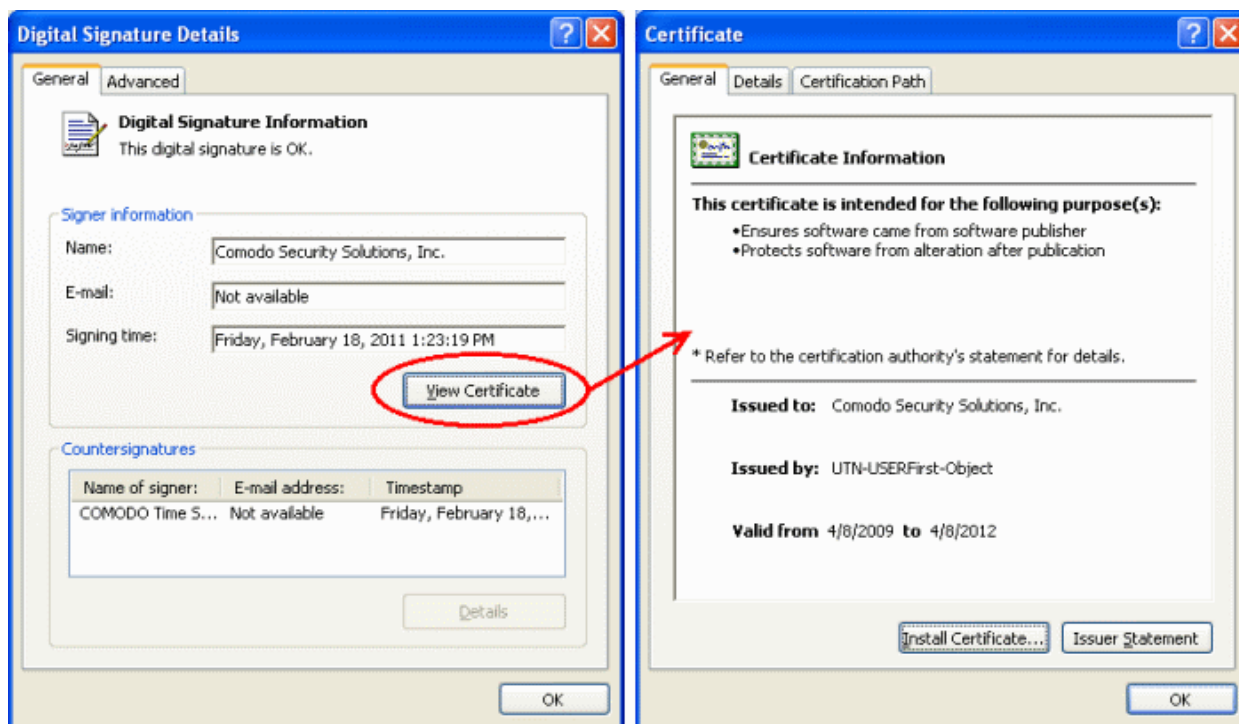 Digital Signature Details
General
Advanced
Digital Signature Information
This digital signature is OK.
Signer information
Name:
Comodo Security Solutions, Inc.
E-mail:
Not available
Signing time:
Friday, February 18, 2011 1:23:19 PM
View Certificate
Countersignatures
Name of signer: E-mail address: Timestamp
COMODO Time S... Not available Friday, February 18,...
Details
OK
Certificate
General
Details
Certification Path
Certificate Information
This certificate is intended for the following purpose(s):
•Ensures software came from software publisher
•Protects software from alteration after publication
* Refer to the certification authority's statement for details.
Issued to: Comodo Security Solutions, Inc.
Issued by: UTN-USERFirst-Object
Valid from 4/8/2009 to 4/8/2012
Install Certificate...
Issuer Statement
OK